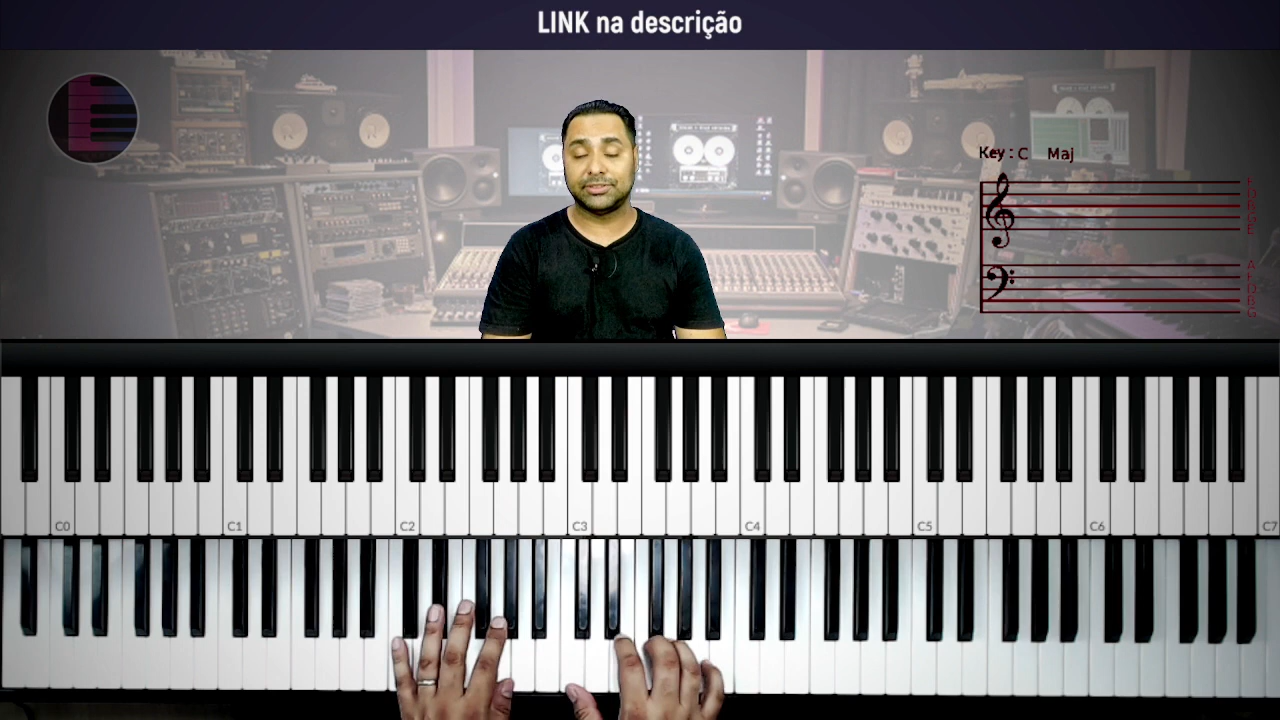 LINK na descrição
Key : C Maj
F
D
B
G
E
A
F
D
B
G
C0 C1 C2 C3 C4 C5 C6 C7